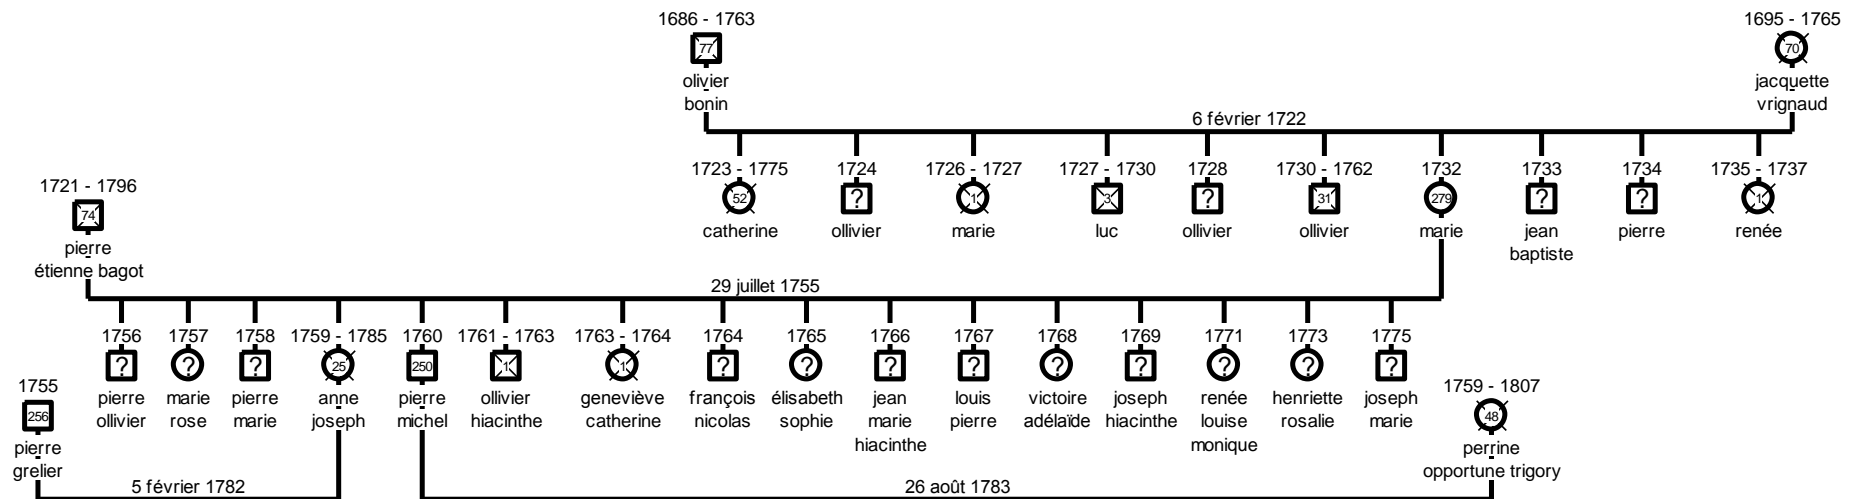 1686 - 1763
77
olivier
bonin
1695 - 1765
70
jacquette
vrignaud
6 février 1722
1723 - 1775
52
catherine
1724
?
ollivier
1726 - 1727
1
marie
1727 - 1730
3
luc
1728
?
ollivier
1730 - 1762
31
ollivier
1732
279
marie
1733
?
jean
baptiste
1734
?
pierre
1735 - 1737
1
renée
1721 - 1796
74
pierre
étienne bagot
29 juillet 1755
1756
?
pierre
ollivier
1757
?
marie
rose
1758
?
pierre
marie
1759 - 1785
25
anne
joseph
1760
250
pierre
michel
1761 - 1763
1
ollivier
hiacinthe
1763 - 1764
1
geneviève
catherine
1764
?
françois
nicolas
1765
?
élisabeth
sophie
1766
?
jean
marie
hiacinthe
1767
?
louis
pierre
1768
?
victoire
adélaïde
1769
?
joseph
hiacinthe
1771
?
renée
louise
monique
1773
?
henriette
rosalie
1775
?
joseph
marie
1755
256
pierre
grelier
1759 - 1807
48
perrine
opportune trigory
5 février 1782
26 août 1783